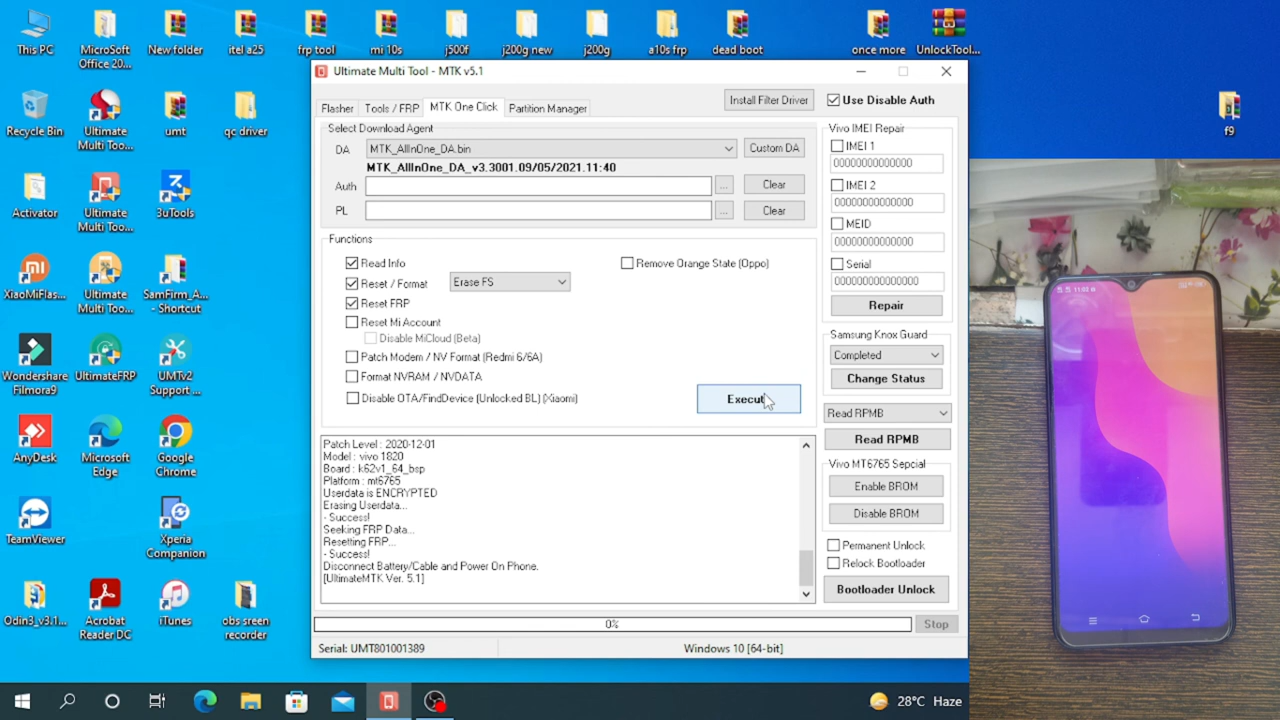 This PC
MicroSoft
Office 20...
New folder
itel a25
frp tool
mi 10s
j500f
j200g new
j200g
a10s frp
dead boot
once more
UnlockTool...
Recycle Bin
Ultimate
Multi Too...
umt
qc driver
f9
Activator
Ultimate
Multi Too...
3uTools
XiaoMiFlas...
Ultimate
Multi Too...
SamFirm_A...
- Shortcut
Wondershare
Filmora9
UltimateFRP
UMTv2
Support ...
AnyDesk
Microsoft
Edge
Google
Chrome
TeamViewer
Xperia
Companion
Odin3_v3.1...
Acrobat
Reader DC
iTunes
obs sreen
recorder
Ultimate Multi Tool - MTK v5.1
Flasher
Tools / FRP
MTK One Click
Partition Manager
Install Filter Driver
Use Disable Auth
Select Download Agent
DA
MTK_AllInOne_DA.bin
Custom DA
MTK_AllInOne_DA_v3.3001.09/05/2021.11:40
Auth
...
Clear
PL
...
Clear
Functions
Read Info
Reset / Format
Erase FS
Reset FRP
Reset Mi Account
Disable MiCloud (Beta)
Patch Modem / NV Format (Redmi 6/6A)
Format NVRAM / NVDATA
Disable OTA/FindDevice (Unlocked BL) (Xiaomi)
Remove Orange State (Oppo)
Execut
Patch Level : 2020-12-01
Model : vivo 1820
Board : k62v1_64_bsp
Platform : mt6765
Userdata is ENCRYPTED
Erasing Userdata...
- Success!
Seeking FRP Data...
Resetting FRP...
- Success!
Disconnect Battery/Cable and Power On Phone.
[UltimateMTK Ver. 5.1]
Vivo IMEI Repair
IMEI 1
00000000000000
IMEI 2
00000000000000
MEID
00000000000000
Serial
00000000000000
Repair
Samsung Knox Guard
Completed
Change Status
Read RPMB
Read RPMB
Vivo MT6765 Sepcial
Enable BROM
Disable BROM
Permanent Unlock
Relock Bootloader
Bootloader Unlock
0%
Stop
Serial: UMT801001389
Windows 10 [64-bit]
28°C Haze